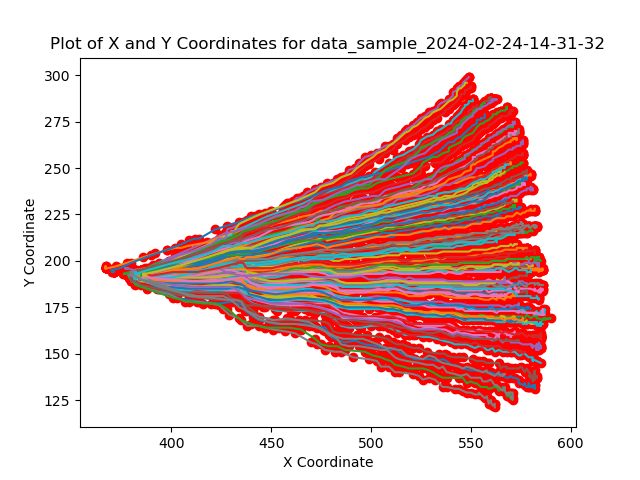 Plot of X and Y Coordinates for data_sample_2024-02-24-14-31-32
300
275
250
225
200
175
150
125
Y Coordinate
400 450 500 550 600
X Coordinate